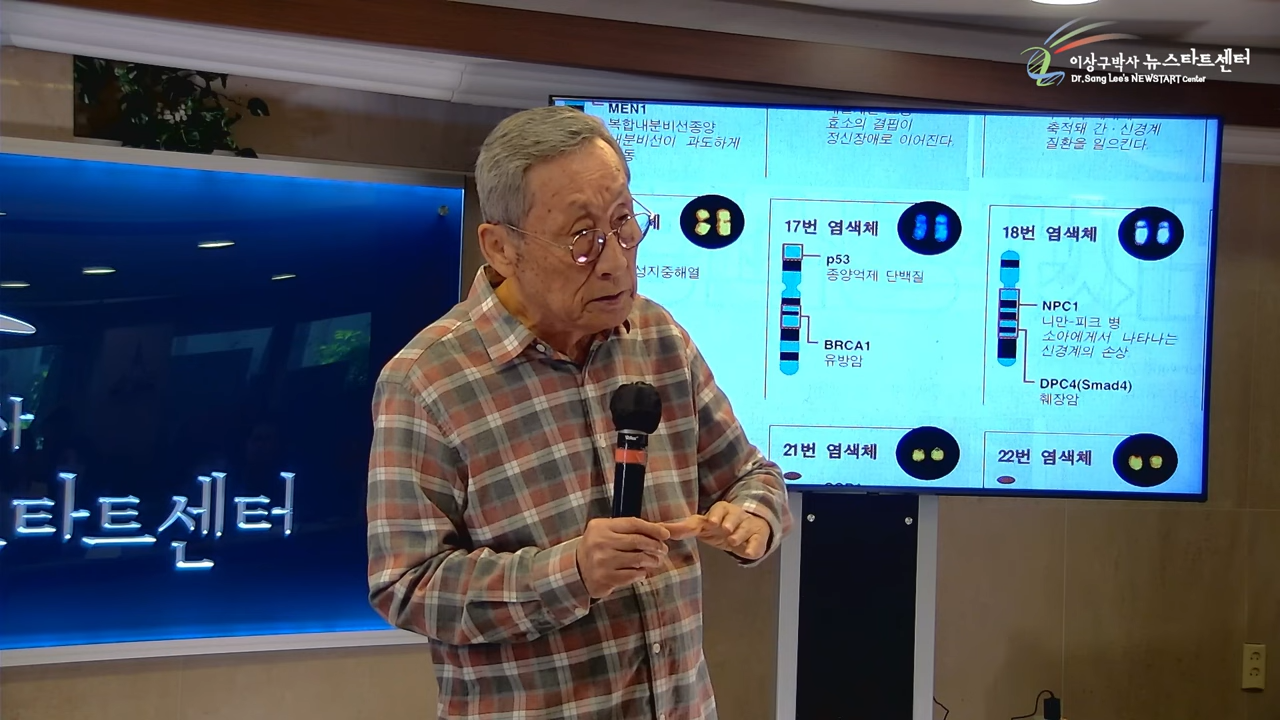 이상구박사 뉴스타트센터
Dr. Sang Lee's NEWSTART Center
MEN1
복합내분비선종양
내분비선이 과도하게
효소의 결핍이
정신장애로 이어진다.
축적돼 간·신경계
질환을 일으킨다.
성지중해열
17번 염색체
p53
종양억제 단백질
BRCA1
유방암
18번 염색체
NPC1
니만-피크 병
소아에게서 나타나는
신경계의 손상
DPC4(Smad4)
췌장암
21번 염색체
22번 염색체
타트센터